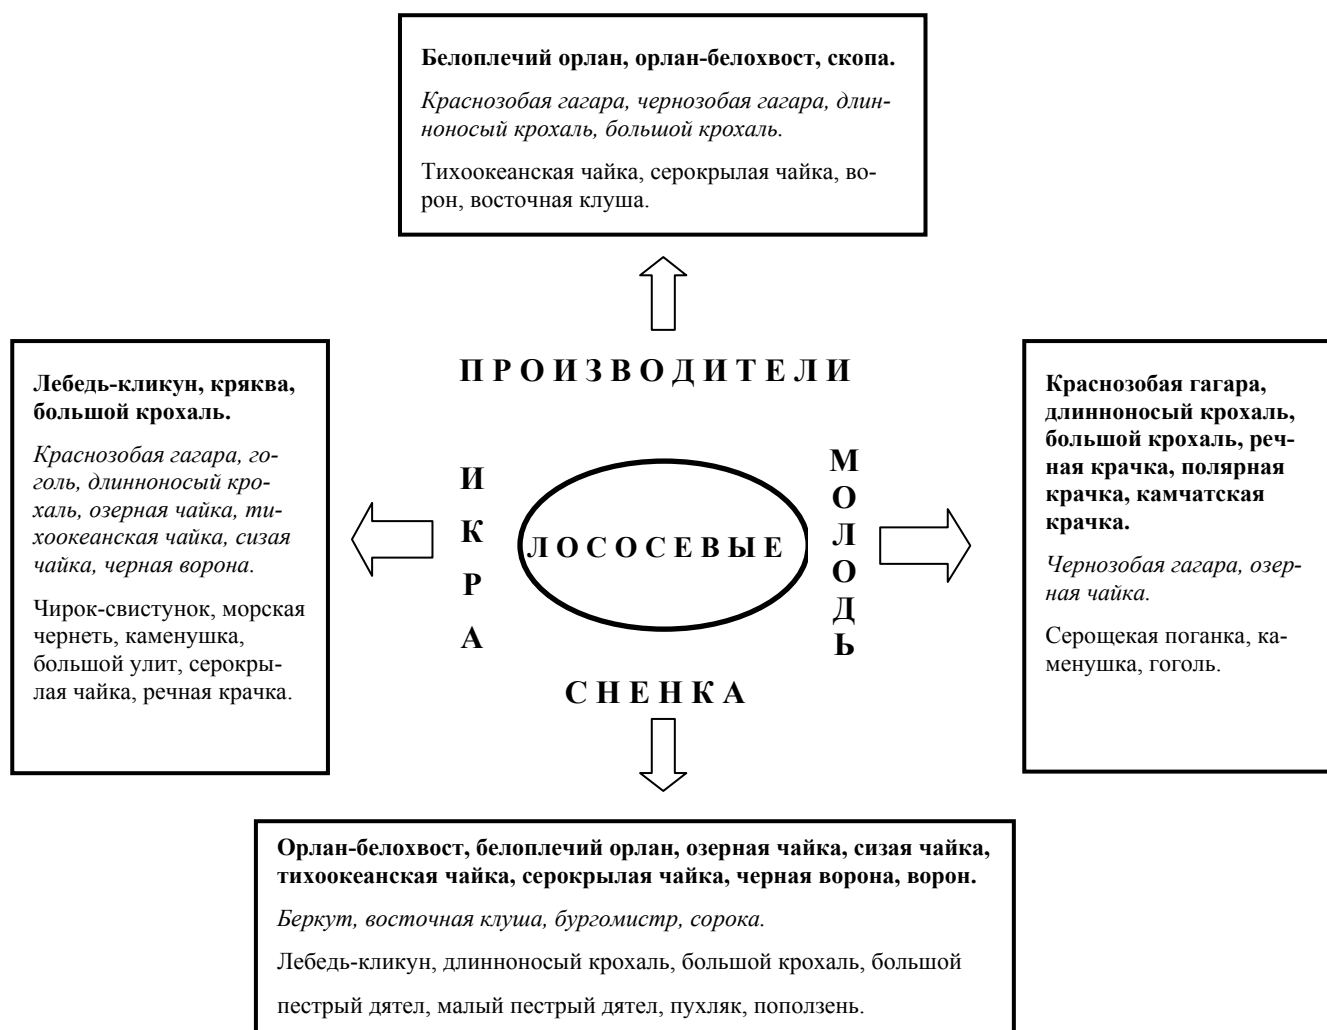 Белоплечий орлан, орлан-белохвост, скопа.
Краснозобая гагара, чернозобая гагара, длин-
ноносый крохаль, большой крохаль.
Тихоокеанская чайка, серокрылая чайка, во-
рон, восточная клуша.
П Р О И З В О Д И Т Е Л И
Лебедь-кликун, кряква,
большой крохаль.
Краснозобая гагара, го-
голь, длинноносый кро-
халь, озерная чайка, ти-
хоокеанская чайка, сизая
чайка, черная ворона.
Чирок-свистунок, морская
чернеть, каменушка,
большой улит, серокры-
лая чайка, речная крачка.
И
К
Р
А
Л О С О С Е В Ы Е
М
О
Л
О
Д
Ь
Краснозобая гагара,
длинноносый крохаль,
большой крохаль, реч-
ная крачка, полярная
крачка, камчатская
крачка.
Чернозобая гагара, озер-
ная чайка.
Серощекая поганка, ка-
менушка, гоголь.
С Н Е Н К А
Орлан-белохвост, белоплечий орлан, озерная чайка, сизая чайка,
тихоокеанская чайка, серокрылая чайка, черная ворона, ворон.
Беркут, восточная клуша, бургомистр, сорока.
Лебедь-кликун, длинноносый крохаль, большой крохаль, большой
пестрый дятел, малый пестрый дятел, пухляк, поползень.